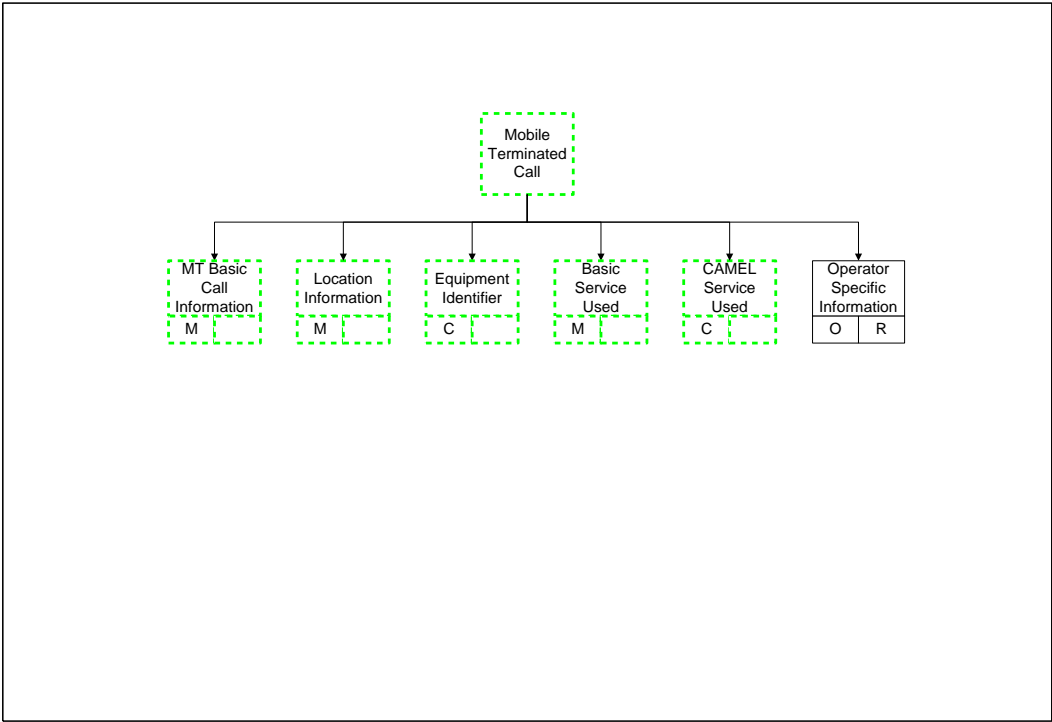 Mobile
Terminated
Call
MT Basic
Call
Information
M
Location
Information
M
Equipment
Identifier
C
Basic
Service
Used
M
CAMEL
Service
Used
C
Operator
Specific
Information
O R